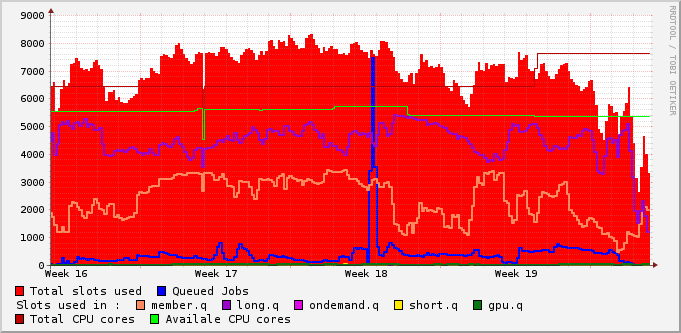 RRDTOOL / TOBI OETIKER
9000
8000
7000
6000
5000
4000
3000
2000
1000
0
Week 16 Week 17 Week 18 Week 19
Total slots used Queued Jobs
Slots used in : member.q long.q ondemand.q short.q gpu.q
Total CPU cores Availale CPU cores